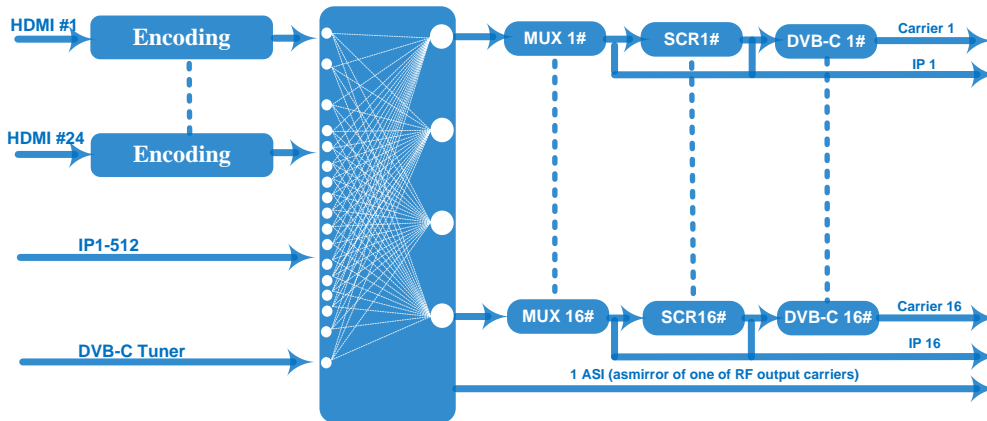 HDMI #1
Encoding
HDMI #24
Encoding
IP1-512
DVB-C Tuner
MUX 1#
SCR1#
DVB-C 1#
Carrier 1
IP 1
MUX 16#
SCR16#
DVB-C 16#
Carrier 16
IP 16
1 ASI (asmirror of one of RF output carriers)